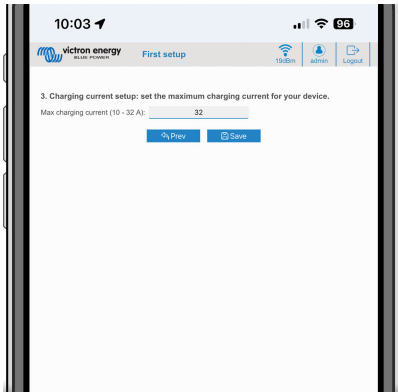 10:03
96
victron energy
BLUE POWER
First setup
19dBm
admin
Logout
3. Charging current setup: set the maximum charging current for your device.
Max charging current (10 - 32 A):
32
Prev
Save